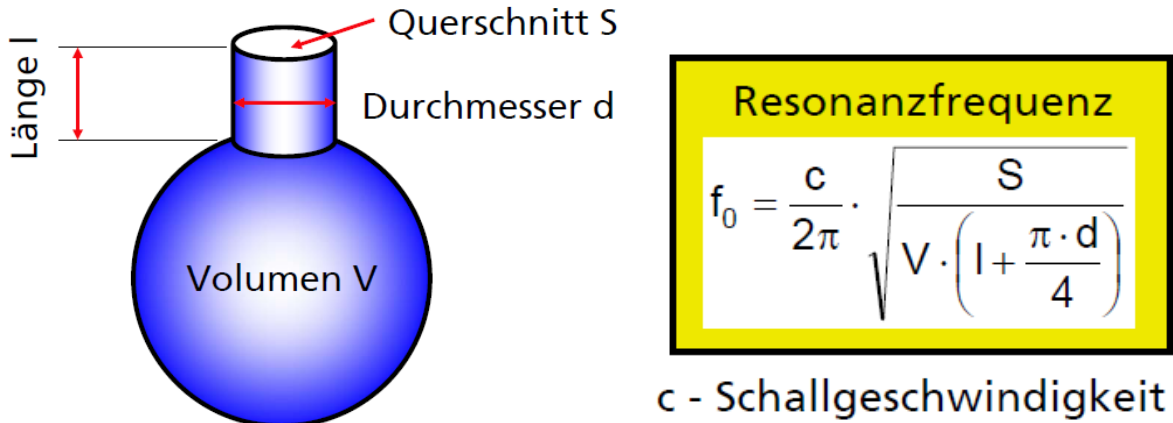 Querschnitt S
Länge l
Durchmesser d
Volumen V
Resonanzfrequenz
f₀ = c/2π · √(S/(V · (l + π · d/4)))
c - Schallgeschwindigkeit